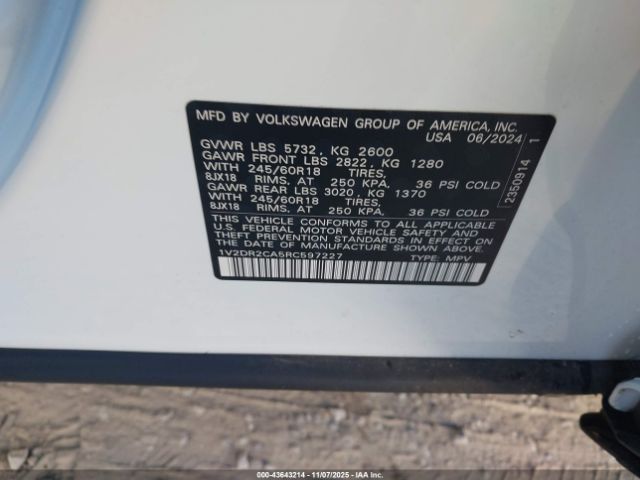 MFD BY VOLKSWAGEN GROUP OF AMERICA, INC.
USA 06/2024
GVWR LBS 5732, KG 2600
GAWR FRONT LBS 2822, KG 1280
WITH 245/60R18 TIRES,
8JX18 RIMS, AT 250 KPA, 36 PSI COLD
GAWR REAR LBS 3020, KG 1370
WITH 245/60R18 TIRES,
8JX18 RIMS, AT 250 KPA, 36 PSI COLD
THIS VEHICLE CONFORMS TO ALL APPLICABLE
U.S. FEDERAL MOTOR VEHICLE SAFETY AND
THEFT PREVENTION STANDARDS IN EFFECT ON
THE DATE OF MANUFACTURE SHOWN ABOVE.
1V2DR2CA5RC597227 TYPE: MPV
2350914 1
000-43643214 - 11/07/2025 - IAA Inc.